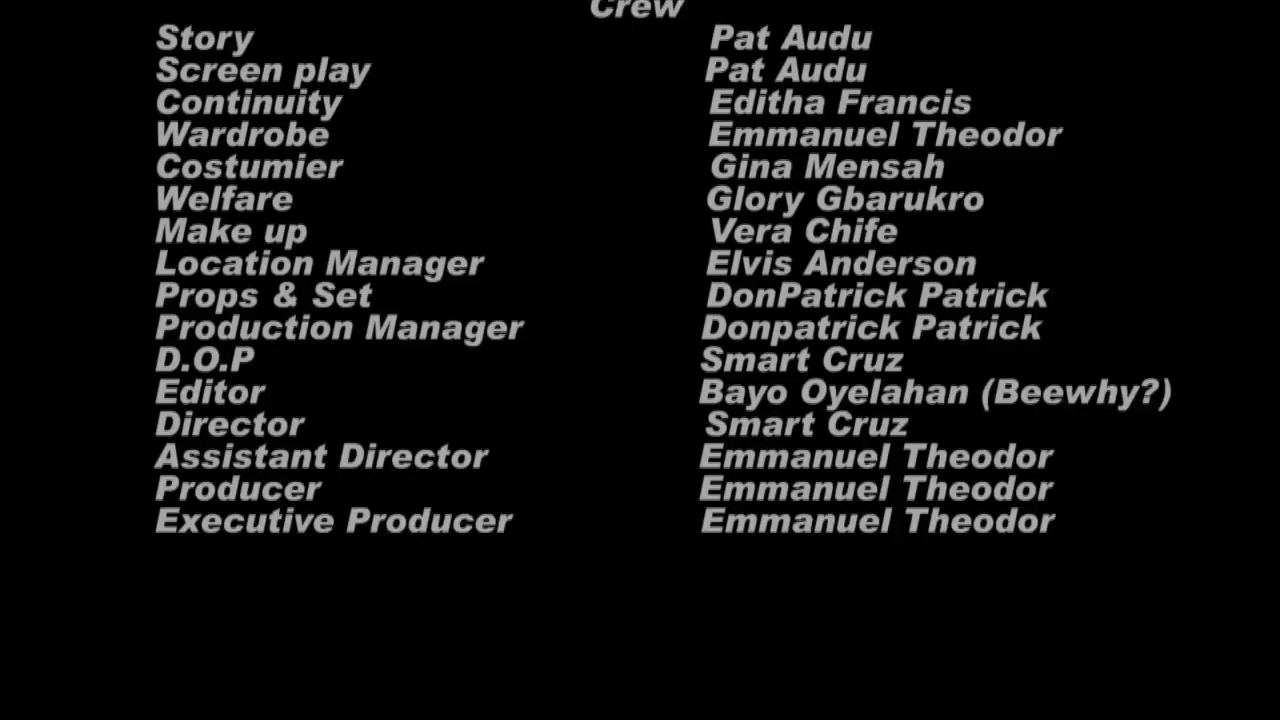 Crew
Story Pat Audu
Screen play Pat Audu
Continuity Editha Francis
Wardrobe Emmanuel Theodor
Costumier Gina Mensah
Welfare Glory Gbarukro
Make up Vera Chife
Location Manager Elvis Anderson
Props & Set DonPatrick Patrick
Production Manager Donpatrick Patrick
D.O.P Smart Cruz
Editor Bayo Oyelahan (Beewhy?)
Director Smart Cruz
Assistant Director Emmanuel Theodor
Producer Emmanuel Theodor
Executive Producer Emmanuel Theodor